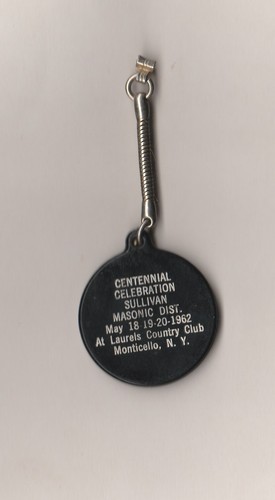 CENTENNIAL
CELEBRATION
SULLIVAN
MASONIC DIST.
May 18 19-20-1962
At Laurels Country Club
Monticello, N. Y.